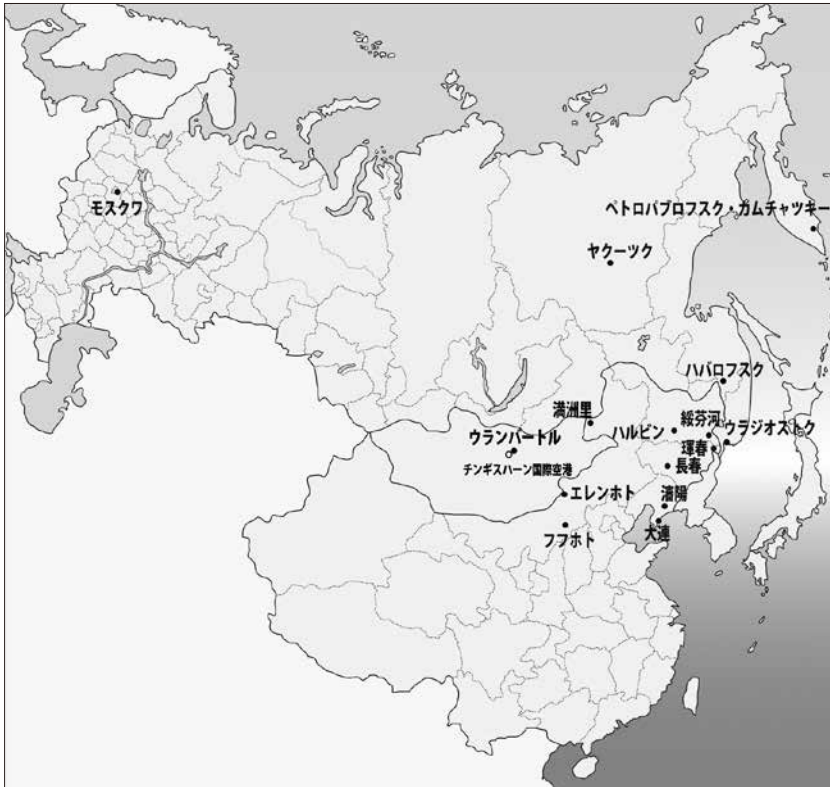 モスクワ
ペトロパブロフスク・カムチャツキー
ヤクーツク
ハバロフスク
満洲里
綏芬河
ハルビン
ウラジオストク
ウランバートル
琿春
チンギスハーン国際空港
長春
エレンホト
瀋陽
フフホト
大連